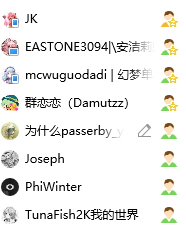 JK
EASTONE3094|\安洁莉
mcwuguodadi | 幻梦单
群恋恋（Damutzz）
为什么passerby_y
Joseph
PhiWinter
TunaFish2K我的世界